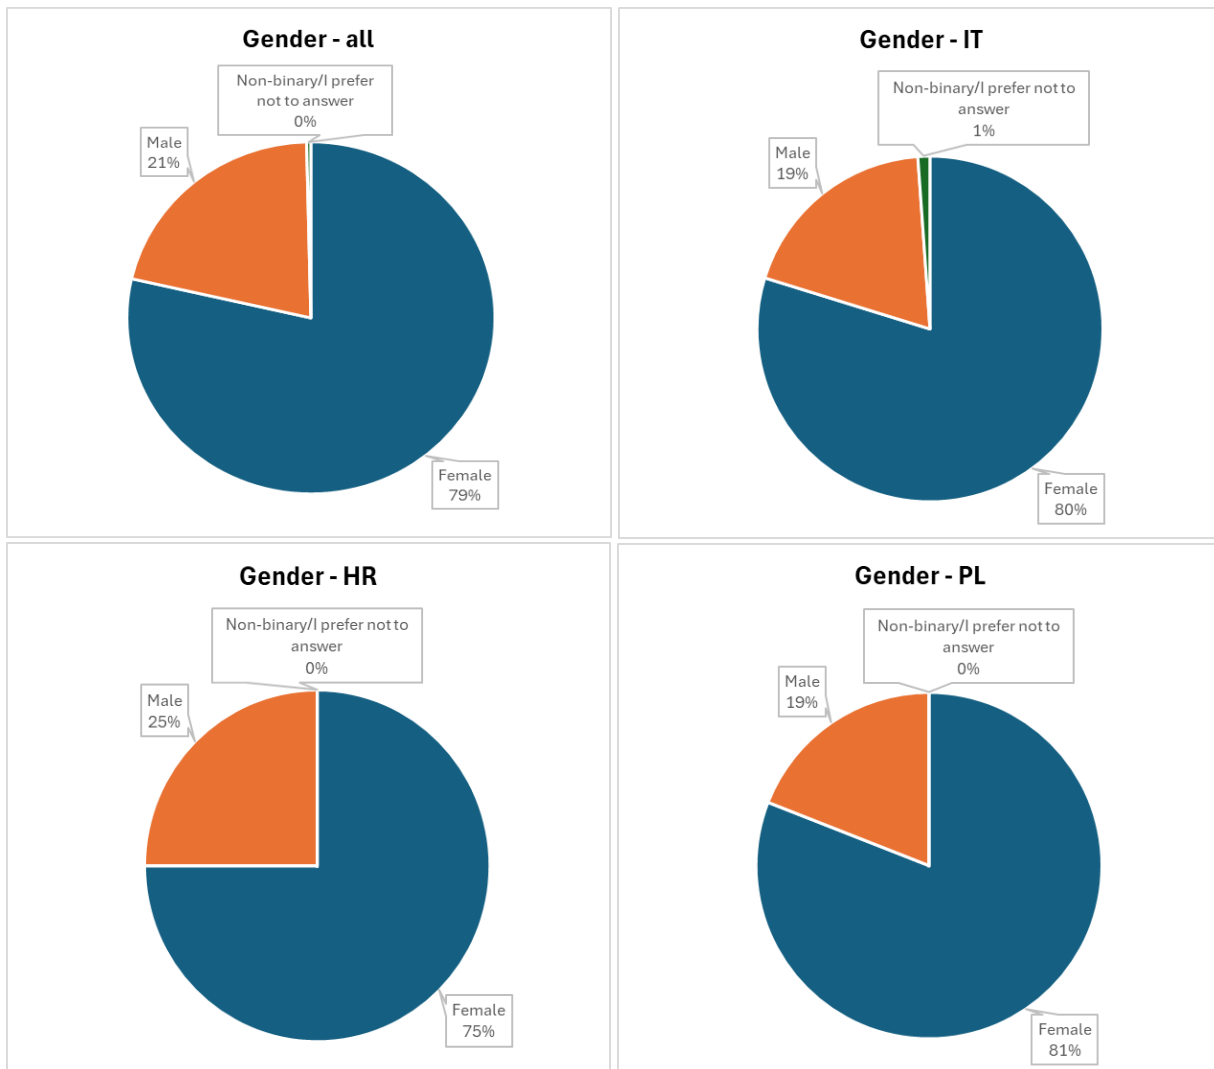 Gender - all
Non-binary/I prefer
not to answer
0%
Male
21%
Female
79%
Gender - IT
Non-binary/I prefer not to
answer
1%
Male
19%
Female
80%
Gender - HR
Non-binary/I prefer not to
answer
0%
Male
25%
Female
75%
Gender - PL
Non-binary/I prefer not to
answer
0%
Male
19%
Female
81%